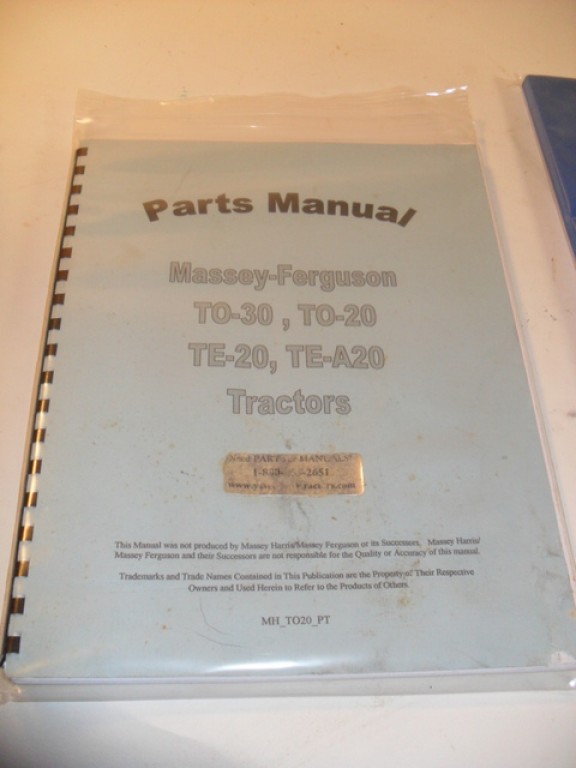 Parts Manual
Massey-Ferguson
TO-30 , TO-20
TE-20, TE-A20
Tractors
MANUALS?
2651
www.
.com
This Manual was not produced by Massey Harris/Massey Ferguson or its Successors. Massey Harris/
Massey Ferguson and their Successors are not responsible for the Quality or Accuracy of this manual.
Trademarks and Trade Names Contained in This Publication are the Property of Their Respective
Owners and Used Herein to Refer to the Products of Others.
MH_TO20_PT